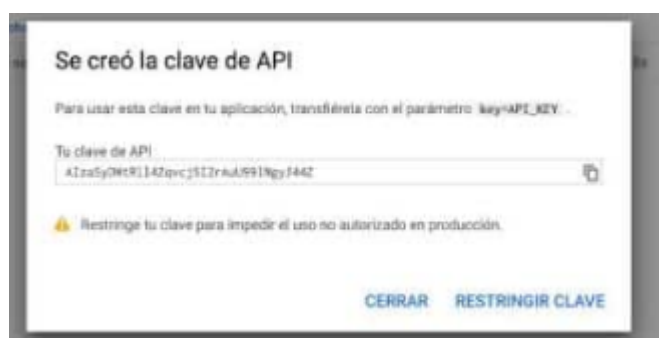 Se creó la clave de API
Para usar esta clave en tu aplicación, transfiérela con el parámetro key=API_KEY .
Tu clave de API
Restringe tu clave para impedir el uso no autorizado en producción.
CERRAR RESTRINGIR CLAVE